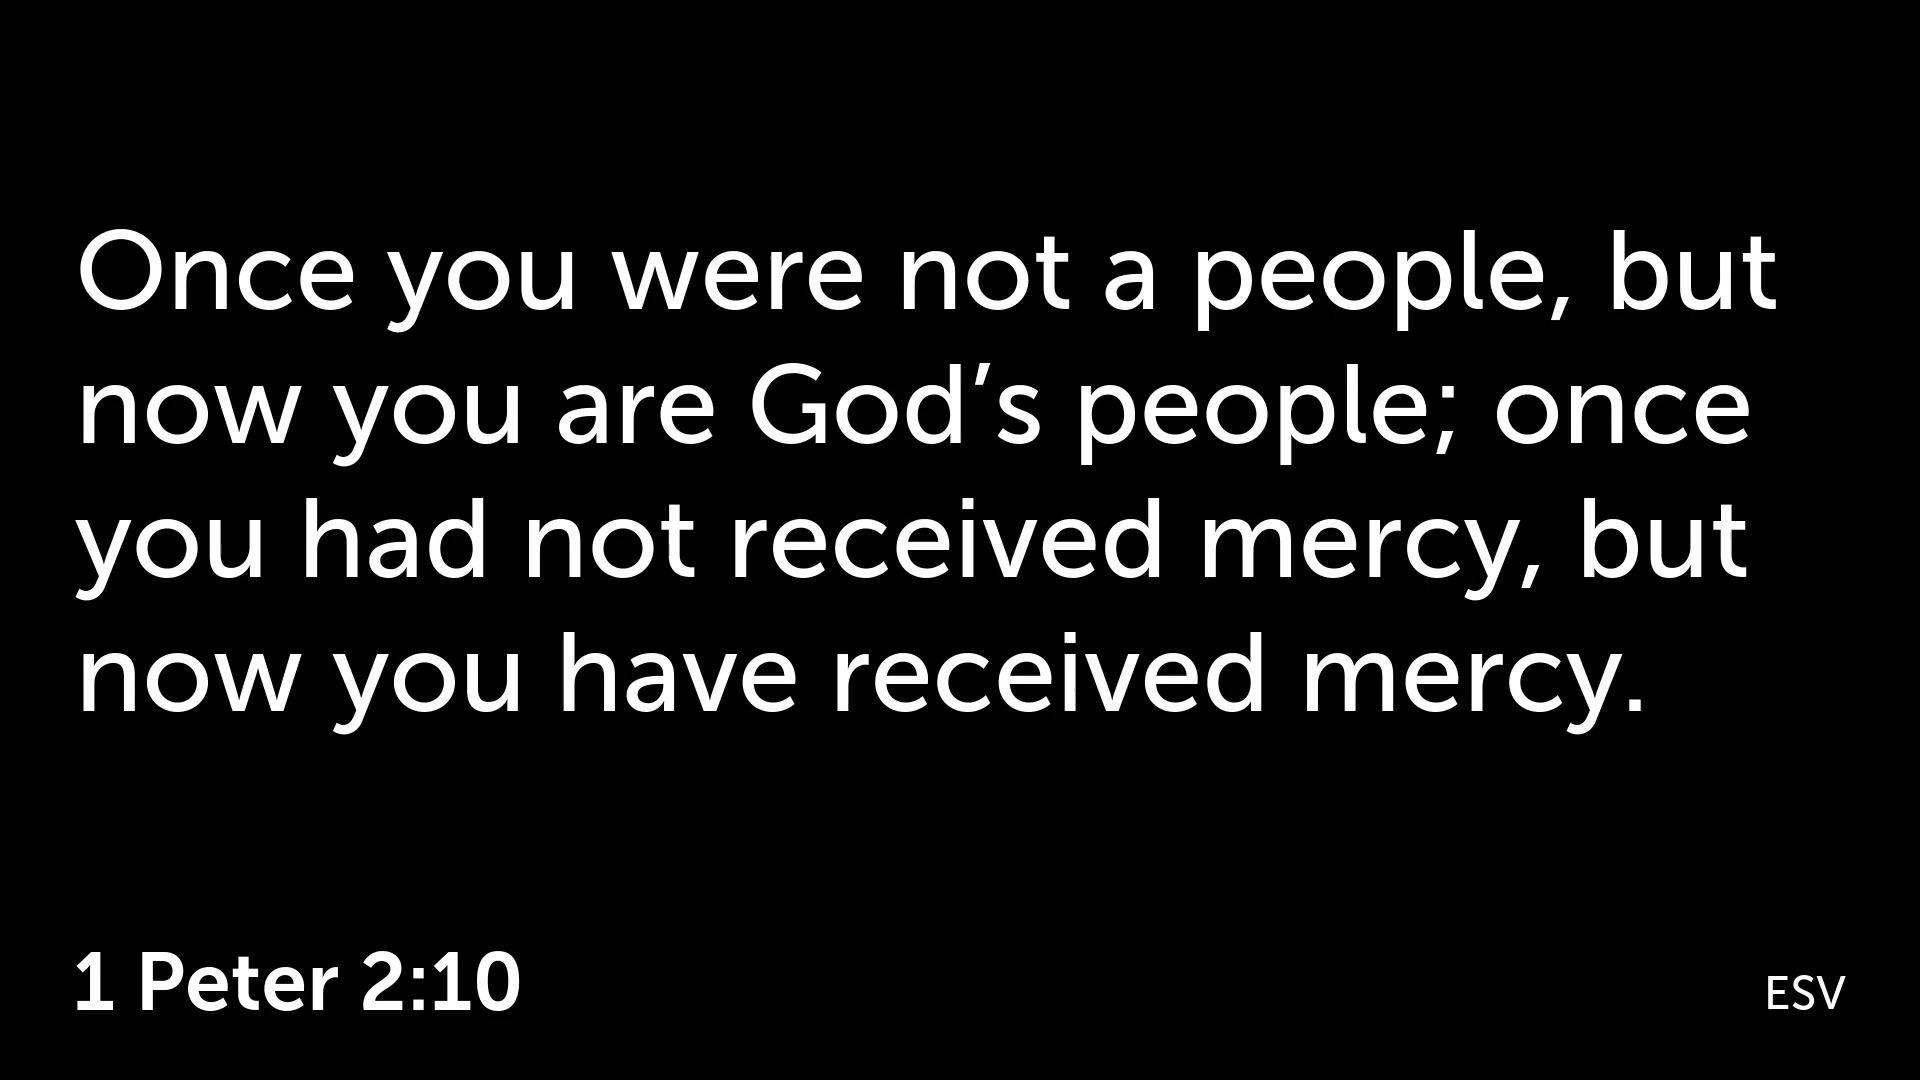 Once you were not a people, but
now you are God’s people; once
you had not received mercy, but
now you have received mercy.
1 Peter 2:10
ESV